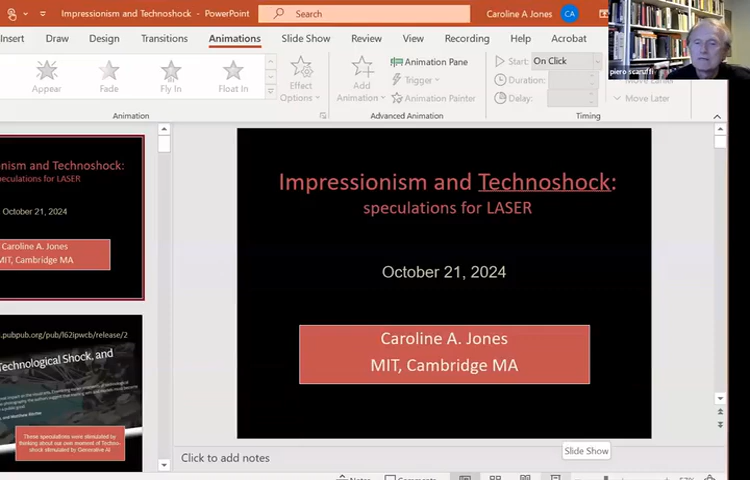 Impressionism and Technoshock - PowerPoint
Search
Caroline A Jones
CA
Insert
Draw
Design
Transitions
Animations
Slide Show
Review
View
Recording
Help
Acrobat
piero scaruffi
Appear
Fade
Fly In
Float In
Effect
Options
Add
Animation
Animation Pane
Trigger
Animation Painter
Start: On Click
Duration:
Delay:
Move Earlier
Move Later
Animation
Advanced Animation
Timing
nism and Technoshock:
peculations for LASER
October 21, 2024
Caroline A. Jones
MIT, Cambridge MA
.pubpub.org/pub/l62ipwcb/release/2
Technological Shock, and
These speculations were stimulated by
thinking about our own moment of Techno-
shock stimulated by Generative AI
Impressionism and Technoshock:
speculations for LASER
October 21, 2024
Caroline A. Jones
MIT, Cambridge MA
Click to add notes
Slide Show
Notes
Comments
57%